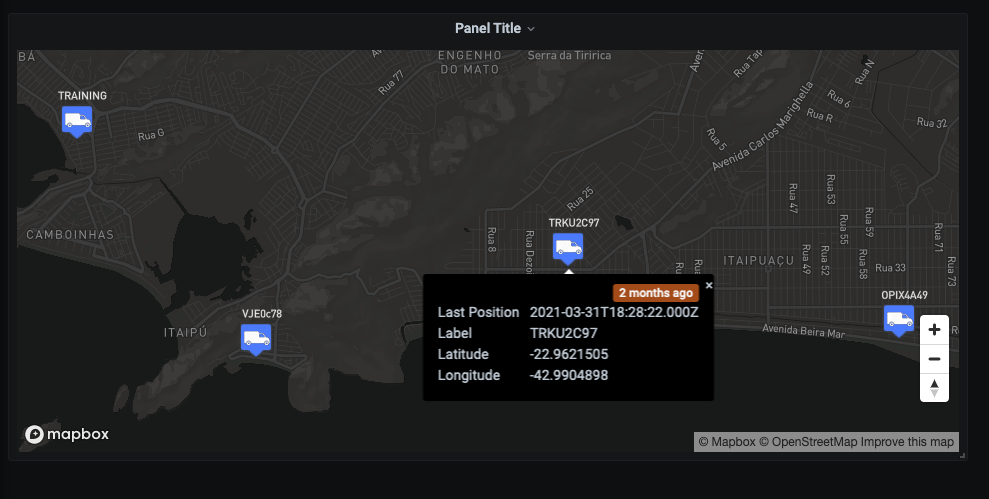 Panel Title
BÁ
ENGENHO
DO MATO
Serra da Tiririca
Rua 77
Rua N
TRAINING
Rua 6
Rua G
Rua R
Rua 32
Rua 5
Avenida Carlos Marighella
Rua 25
Rua 47
Rua 53
TRKU2C97
CAMBOINHAS
Rua 8
Rua 55
Rua 59
Rua 71
Rua 49
Rua 52
Rua 58
Rua 33
Rua 73
ITAIPUAÇU
2 months ago
×
Last Position 2021-03-31T18:28:22.000Z
Label TRKU2C97
Latitude -22.9621505
Longitude -42.9904898
OPIX4A49
VJE0c78
ITAIPÚ
Avenida Beira Mar
mapbox
© Mapbox © OpenStreetMap Improve this map